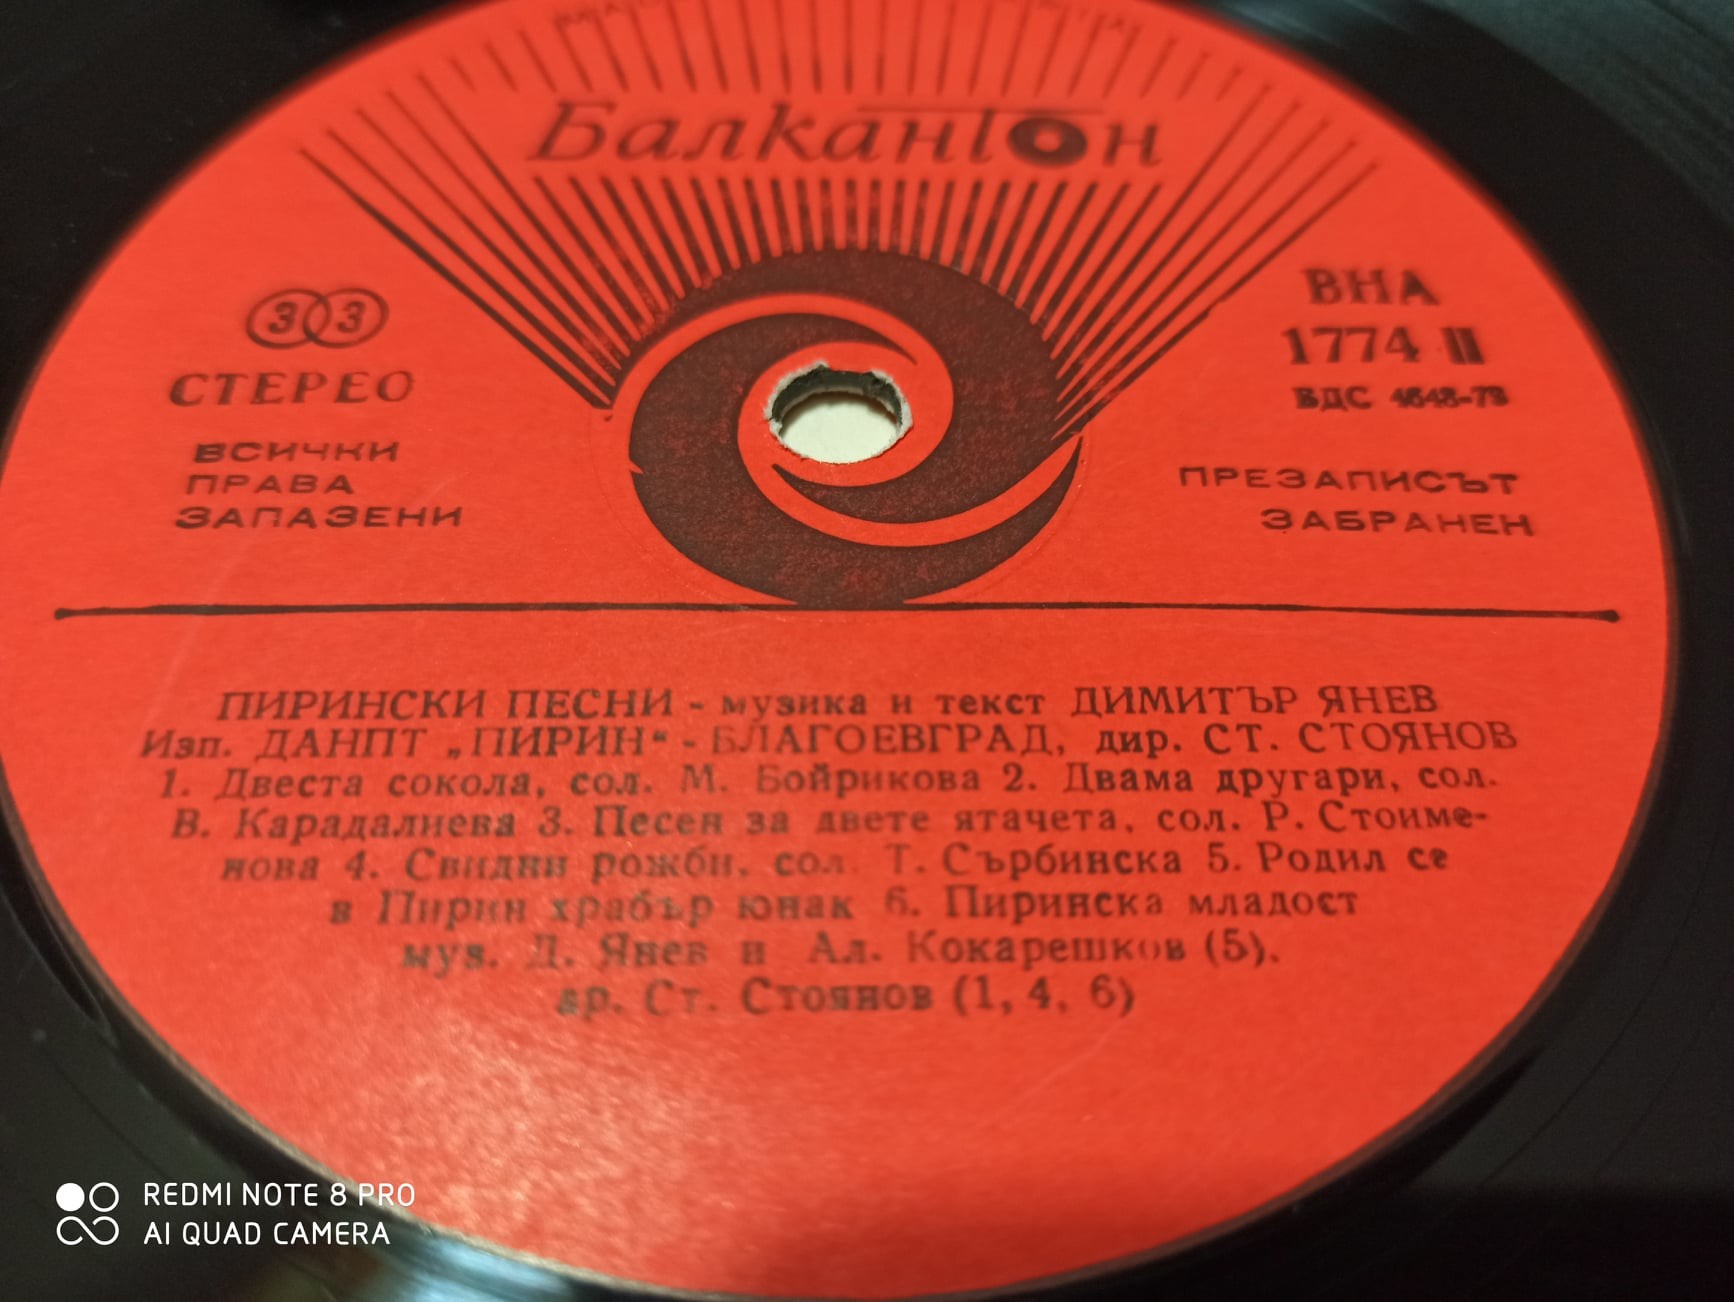 Балкантон
33
СТЕРЕО
ВСИЧКИ
ПРАВА
ЗАПАЗЕНИ
ВНА
1774 II
БДС 4648-73
ПРЕЗАПИСЪТ
ЗАБРАНЕН
ПИРИНСКИ ПЕСНИ - музика и текст ДИМИТЪР ЯНЕВ
Изп. ДАНПТ „ПИРИН“ - БЛАГОЕВГРАД, дир. СТ. СТОЯНОВ
1. Двеста сокола, сол. М. Бойрикова 2. Двама другари, сол.
В. Карадалиева 3. Песен за двете ятачета, сол. Р. Стоиме-
нова 4. Свидни рожби, сол. Т. Сърбинска 5. Родил се
в Пирин храбър юнак 6. Пиринска младост
муз. Д. Янев и Ал. Кокарешков (5).
ар. Ст. Стоянов (1, 4, 6)
REDMI NOTE 8 PRO
AI QUAD CAMERA